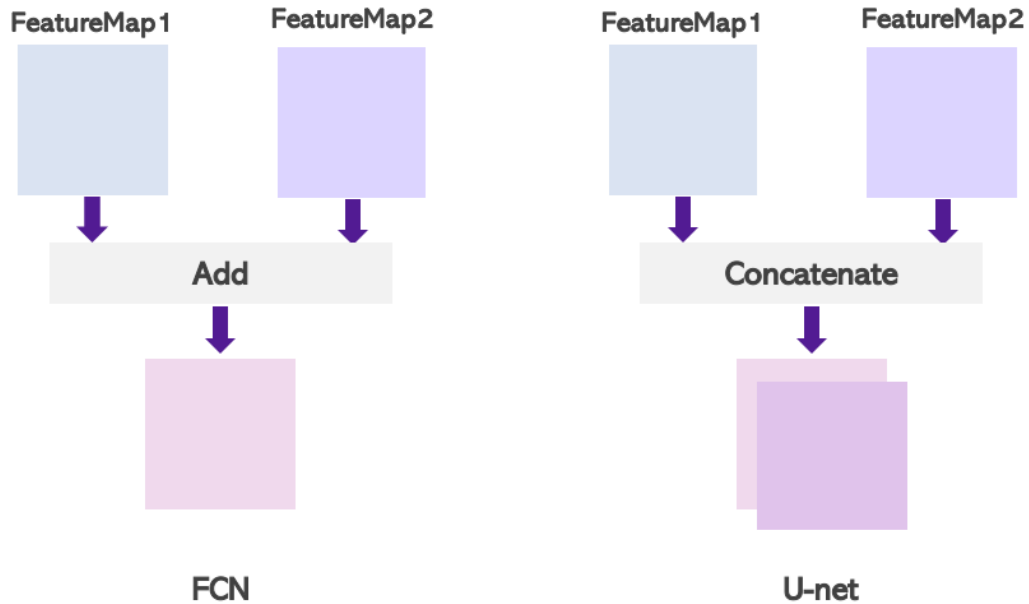 FeatureMap1
FeatureMap2
Add
FCN
FeatureMap1
FeatureMap2
Concatenate
U-net